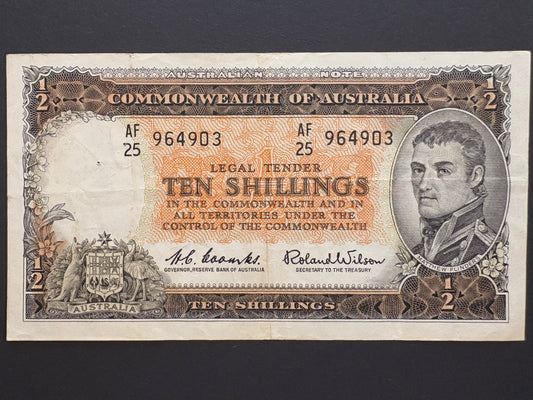 AUSTRALIAN NOTE
1/2 COMMONWEALTH OF AUSTRALIA 1/2
AF
25 964903
AF
25 964903
LEGAL TENDER
TEN SHILLINGS
IN THE COMMONWEALTH AND IN
ALL TERRITORIES UNDER THE
CONTROL OF THE COMMONWEALTH
H.C. Coombs.
GOVERNOR, RESERVE BANK OF AUSTRALIA
Roland Wilson
SECRETARY TO THE TREASURY
MATTHEW FLINDERS
1/2
AUSTRALIA
TEN SHILLINGS
1/2